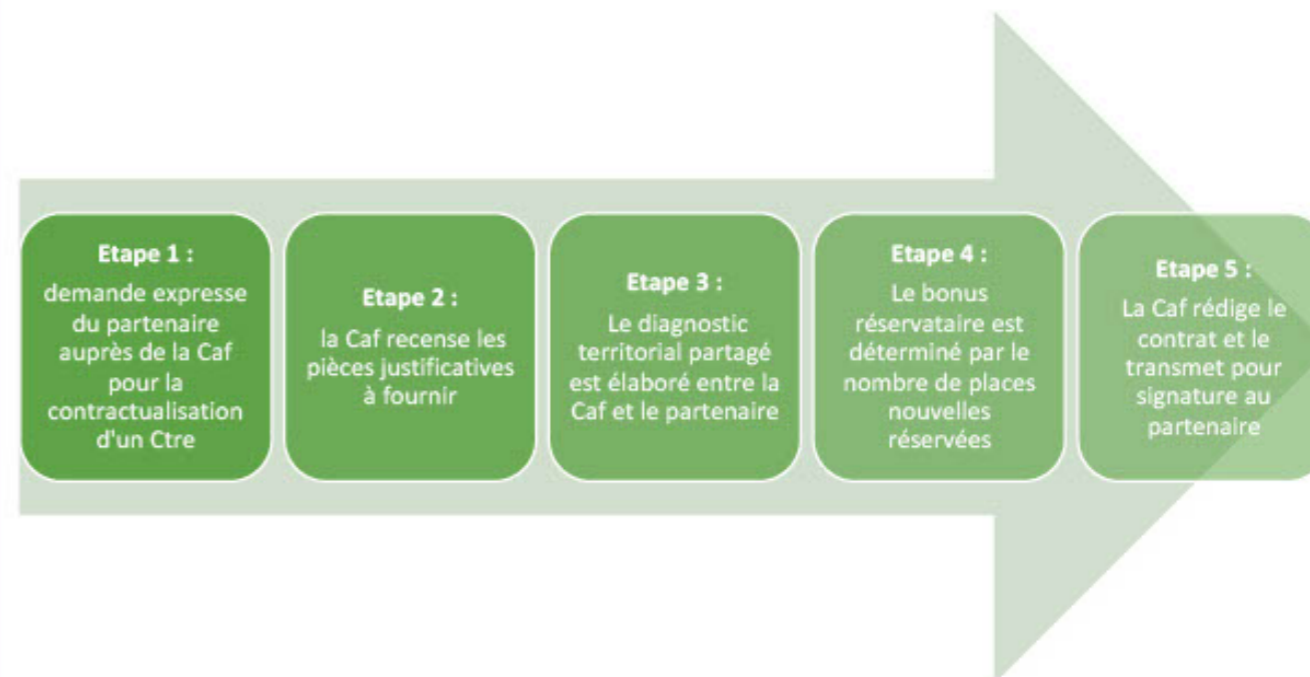 Etape 1 :
demande expresse
du partenaire
auprès de la Caf
pour la
contractualisation
d'un Ctre
Etape 2 :
la Caf recense les
pièces justificatives
à fournir
Etape 3 :
Le diagnostic
territorial partagé
est élaboré entre la
Caf et le partenaire
Etape 4 :
Le bonus
réservataire est
déterminé par le
nombre de places
nouvelles
réservées
Etape 5 :
La Caf rédige le
contrat et le
transmet pour
signature au
partenaire